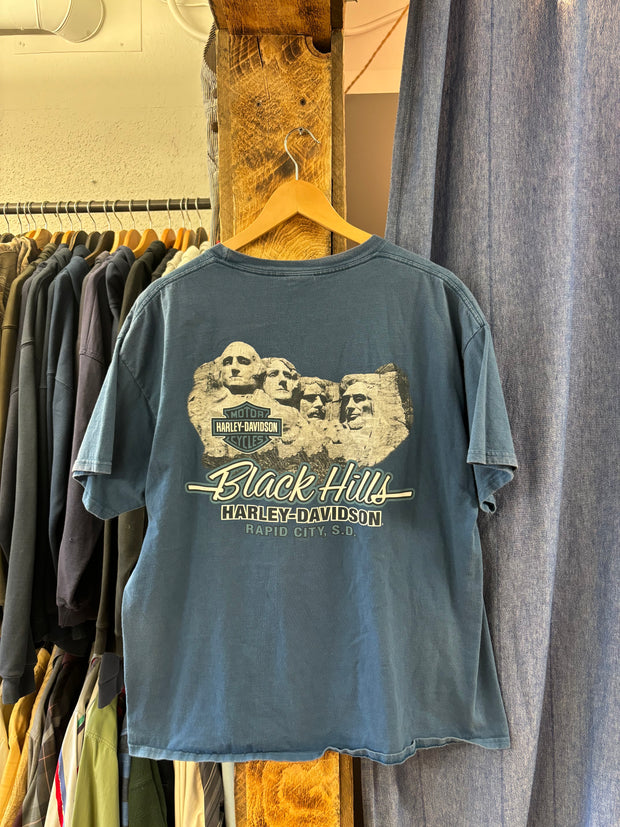 MOTOR
HARLEY-DAVIDSON
CYCLES
Black Hills
HARLEY-DAVIDSON
RAPID CITY, S.D.